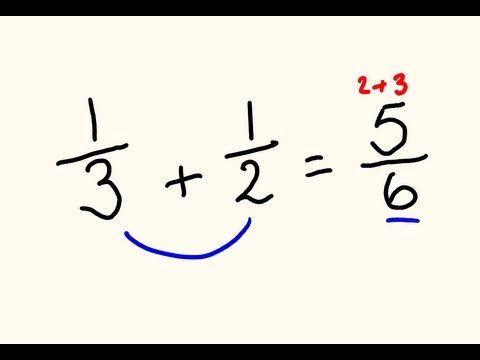 2+3
1/3 + 1/2 = 5/6